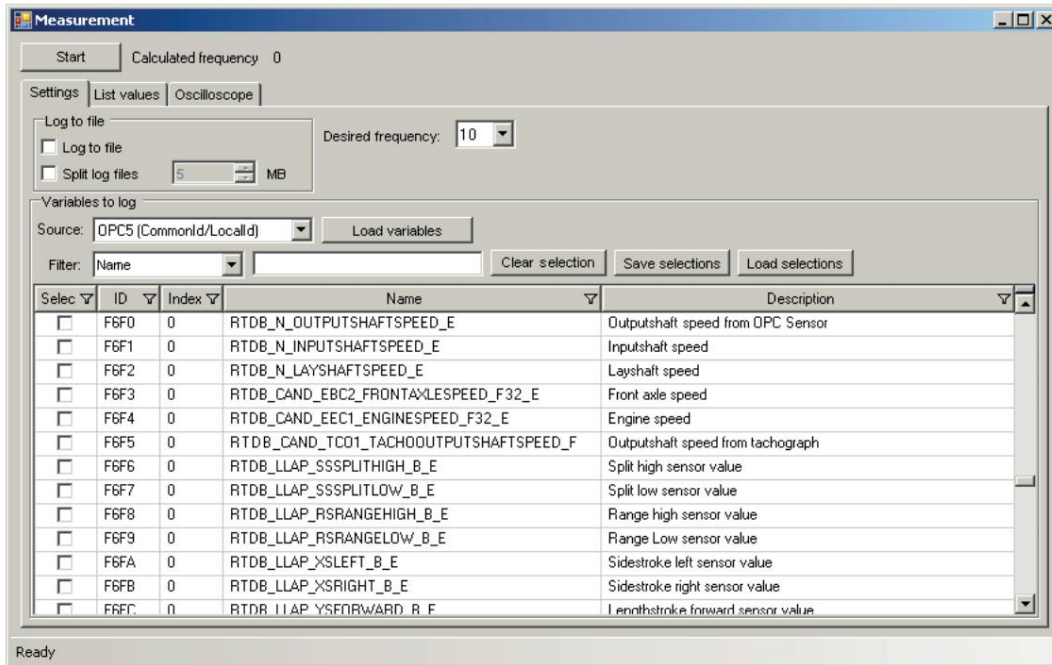 Measurement
Start Calculated frequency 0
Settings List values Oscilloscope
Log to file
Log to file
Desired frequency: 10
Split log files 5 MB
Variables to log
Source: OPC5 (CommonId/LocalId) Load variables
Filter: Name Clear selection Save selections Load selections
Selec ID Index Name Description
F6F0 0 RTDB_N_OUTPUTSHAFTSPEED_E Outputshaft speed from OPC Sensor
F6F1 0 RTDB_N_INPUTSHAFTSPEED_E Inputshaft speed
F6F2 0 RTDB_N_LAYSHAFTSPEED_E Layshaft speed
F6F3 0 RTDB_CAND_EBC2_FRONTAXLESPEED_F32_E Front axle speed
F6F4 0 RTDB_CAND_EEC1_ENGINESPEED_F32_E Engine speed
F6F5 0 RTDB_CAND_TCO1_TACHOOUTPUTSHAFTSPEED_F Outputshaft speed from tachograph
F6F6 0 RTDB_LLAP_SSSPLITHIGH_B_E Split high sensor value
F6F7 0 RTDB_LLAP_SSSPLITLOW_B_E Split low sensor value
F6F8 0 RTDB_LLAP_RSRANGEHIGH_B_E Range high sensor value
F6F9 0 RTDB_LLAP_RSRANGELOW_B_E Range Low sensor value
F6FA 0 RTDB_LLAP_XSLEFT_B_E Sidestroke left sensor value
F6FB 0 RTDB_LLAP_XSRIGHT_B_E Sidestroke right sensor value
F6FC 0 RTDB_LLAP_YSFORWARD_B_E Lengthstroke forward sensor value
Ready